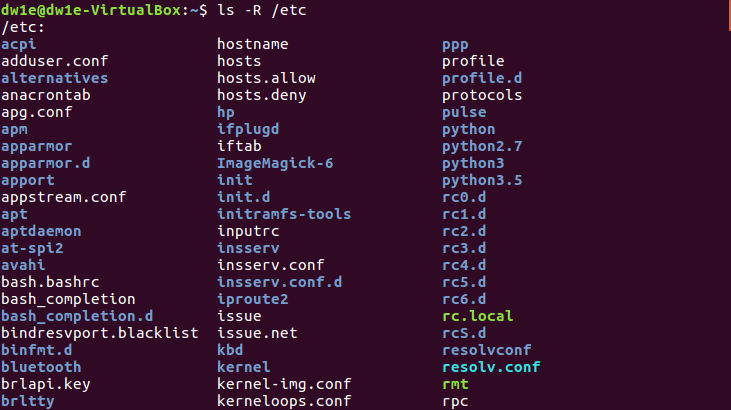 dw1e@dw1e-VirtualBox:~$ ls -R /etc
/etc:
acpi hostname ppp
adduser.conf hosts profile
alternatives hosts.allow profile.d
anacrontab hosts.deny protocols
apg.conf hp pulse
apm ifplugd python
apparmor iftab python2.7
apparmor.d ImageMagick-6 python3
apport init python3.5
appstream.conf init.d rc0.d
apt initramfs-tools rc1.d
aptdaemon inputrc rc2.d
at-spi2 insserv rc3.d
avahi insserv.conf rc4.d
bash.bashrc insserv.conf.d rc5.d
bash_completion iproute2 rc6.d
bash_completion.d issue rc.local
bindresvport.blacklist issue.net rcS.d
binfmt.d kbd resolvconf
bluetooth kernel resolv.conf
brlapi.key kernel-img.conf rmt
brltty kerneloops.conf rpc